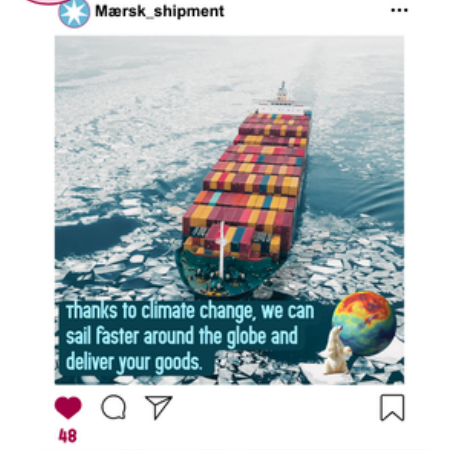 Mærsk_shipment
Thanks to climate change, we can
sail faster around the globe and
deliver your goods.
48